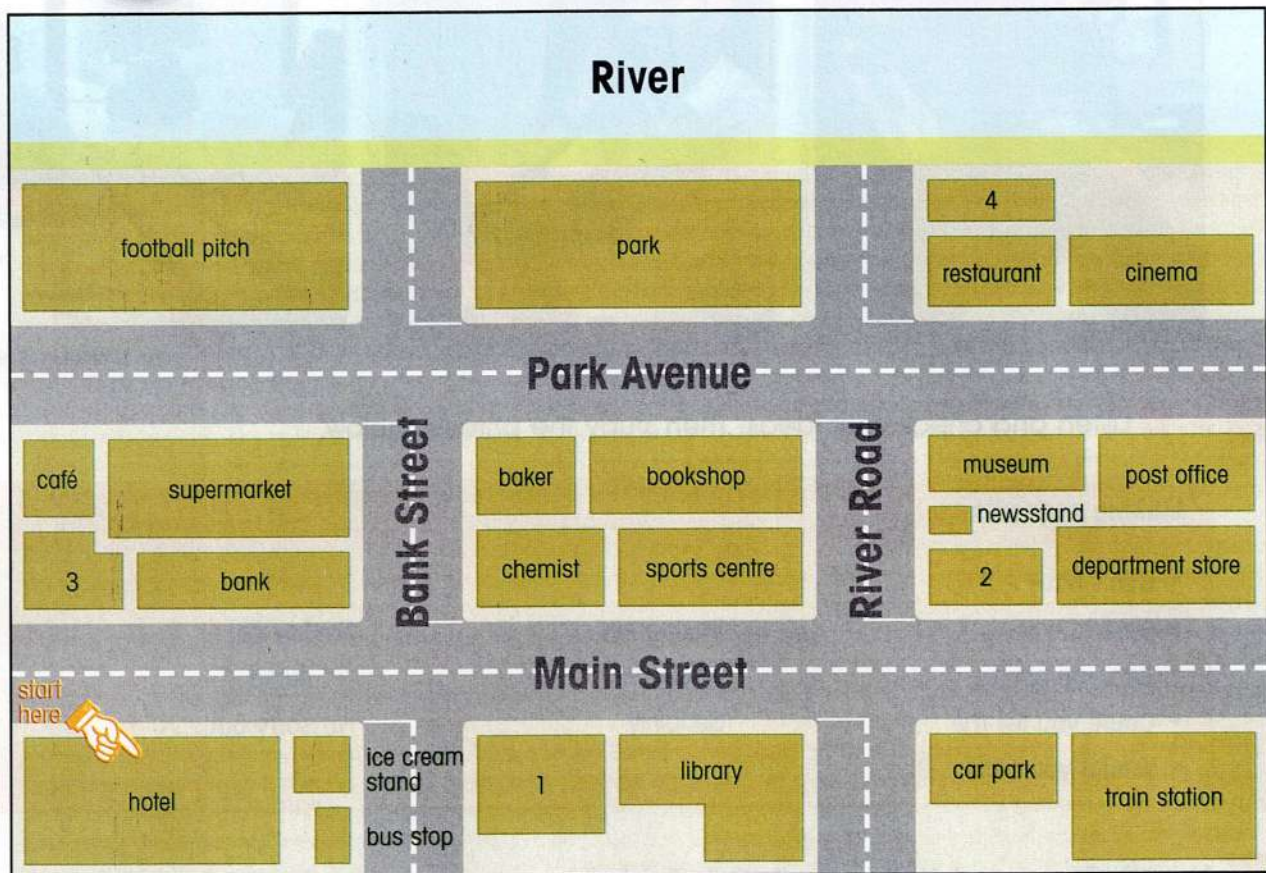 River
football pitch
park
4
restaurant
cinema
Park Avenue
café
supermarket
Bank Street
baker
bookshop
River Road
museum
post office
newsstand
3
bank
chemist
sports centre
2
department store
Main Street
start
here
hotel
ice cream
stand
bus stop
1
library
car park
train station